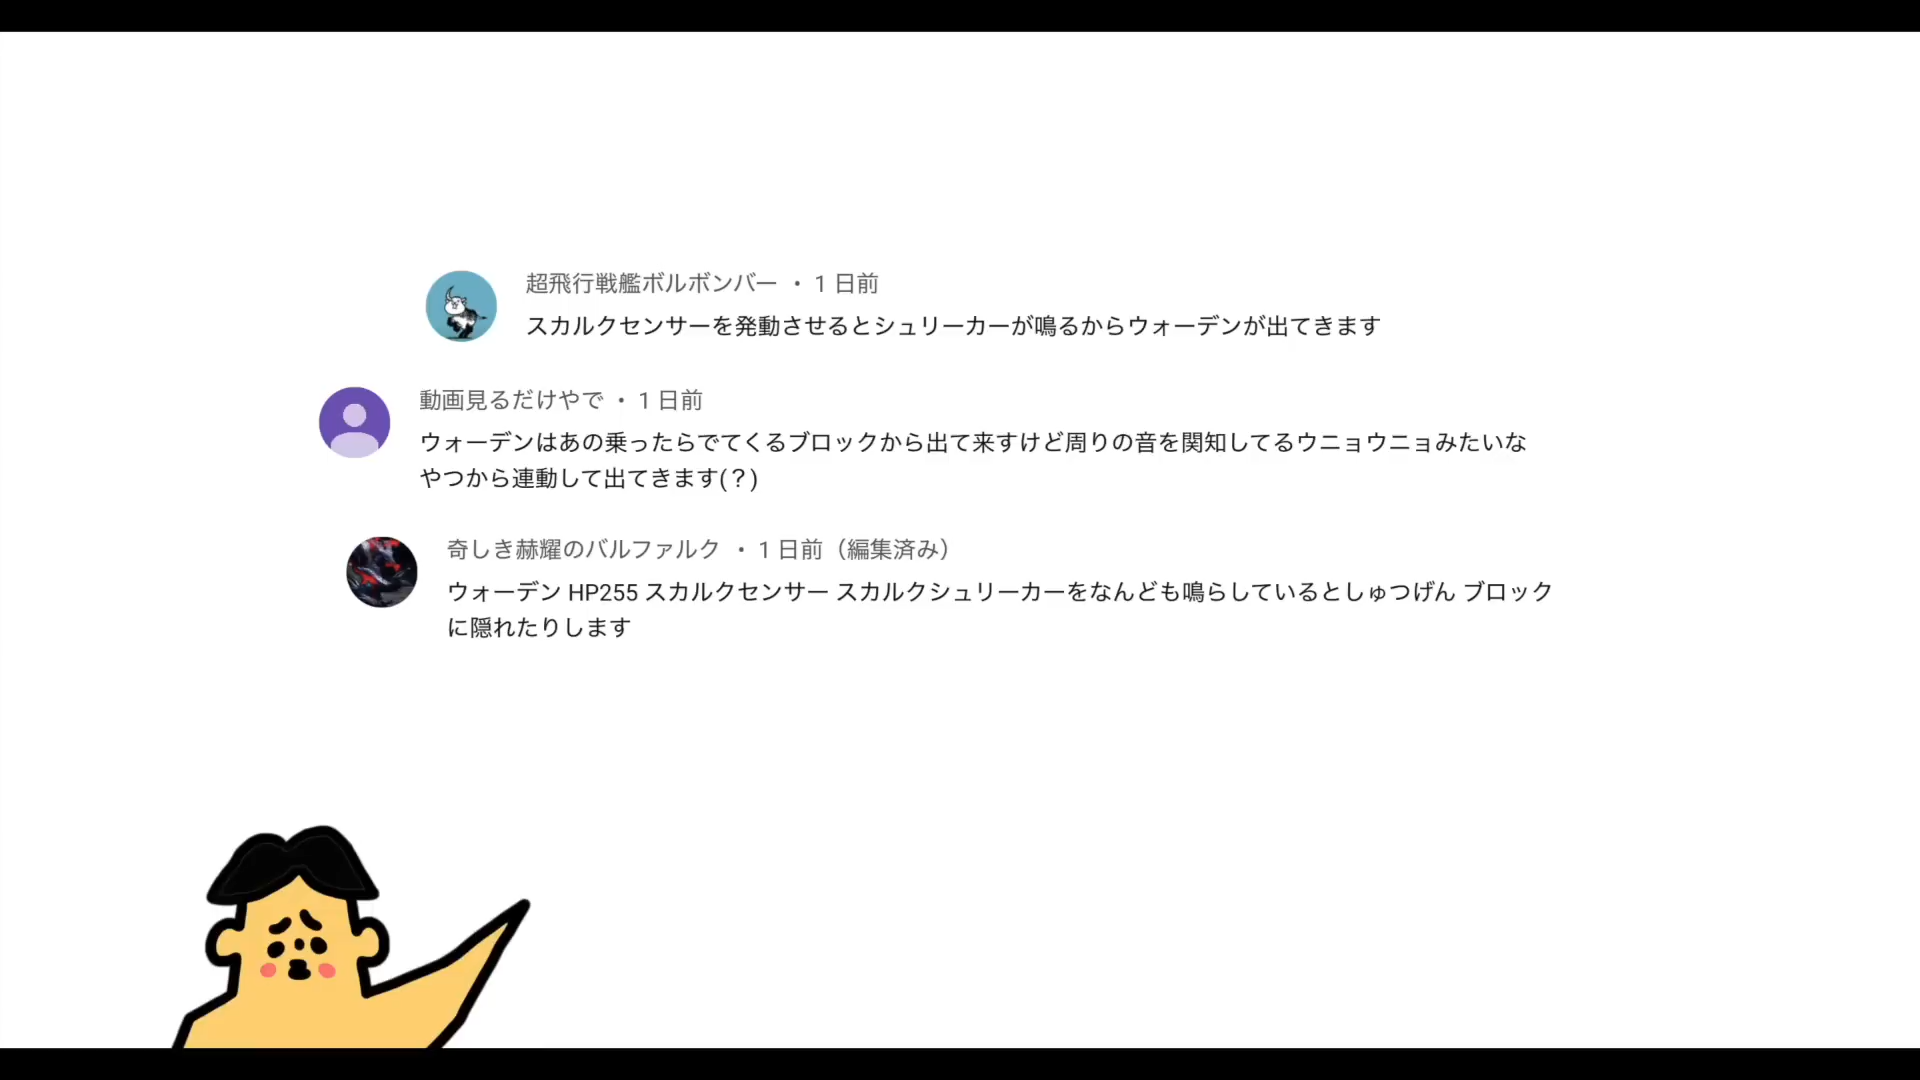 超飛行戦艦ボルボンバー ・ 1 日前
スカルクセンサーを発動させるとシュリーカーが鳴るからウォーデンが出てきます
動画見るだけやで ・ 1 日前
ウォーデンはあの乗ったらでてくるブロックから出て来すけど周りの音を関知してるウニョウニョみたいな
やつから連動して出てきます(？)
奇しき赫耀のバルファルク ・ 1 日前（編集済み）
ウォーデン HP255 スカルクセンサー スカルクシュリーカーをなんども鳴らしているとしゅつげん ブロック
に隠れたりします